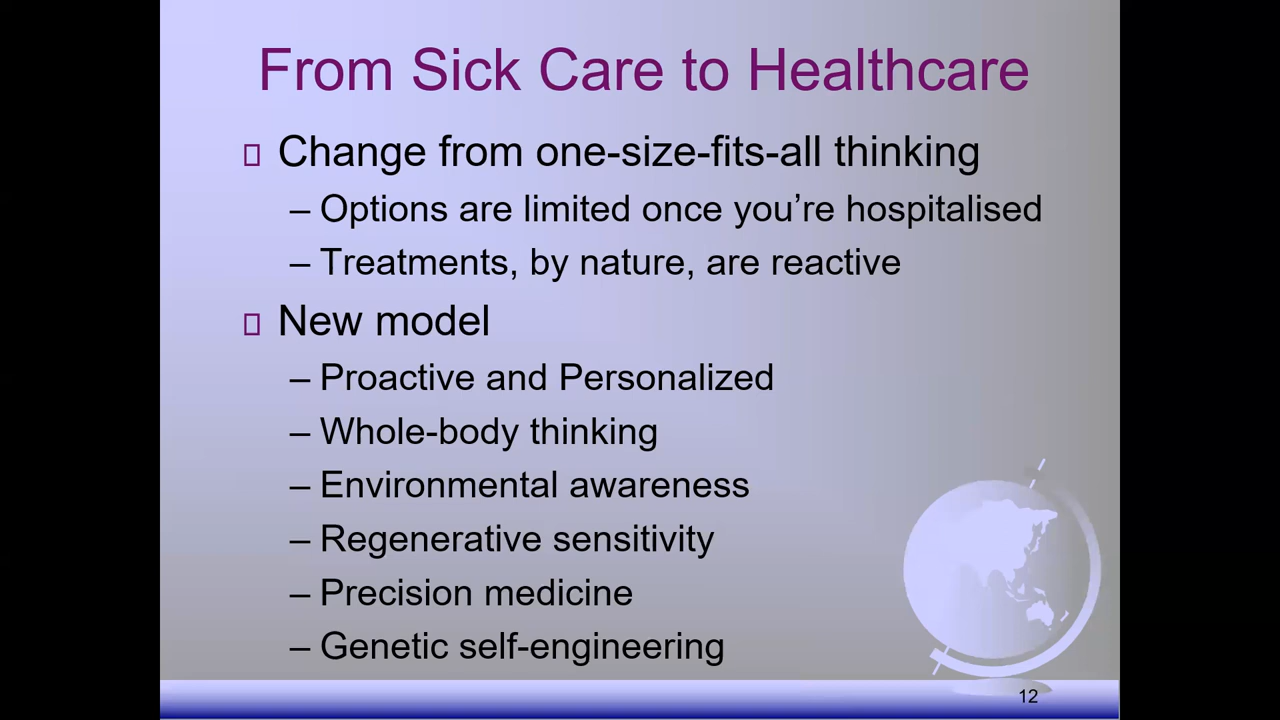 From Sick Care to Healthcare
Change from one-size-fits-all thinking
– Options are limited once you’re hospitalised
– Treatments, by nature, are reactive
New model
– Proactive and Personalized
– Whole-body thinking
– Environmental awareness
– Regenerative sensitivity
– Precision medicine
– Genetic self-engineering
12